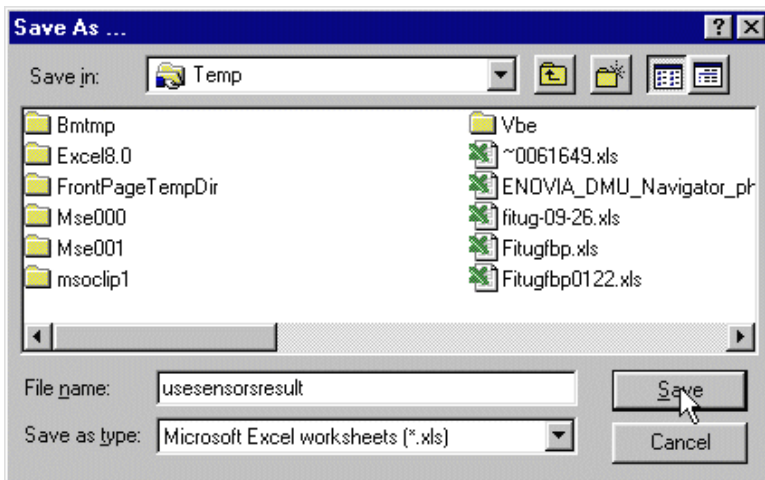 Save As ...
Save in: Temp
Bmtmp
Excel8.0
FrontPageTempDir
Mse000
Mse001
msoclip1
Vbe
~0061649.xls
ENOVIA_DMU_Navigator_ph
fitug-09-26.xls
Fitugfbp.xls
Fitugfbp0122.xls
File name: usesensorsresult
Save
Save as type: Microsoft Excel worksheets (*.xls)
Cancel